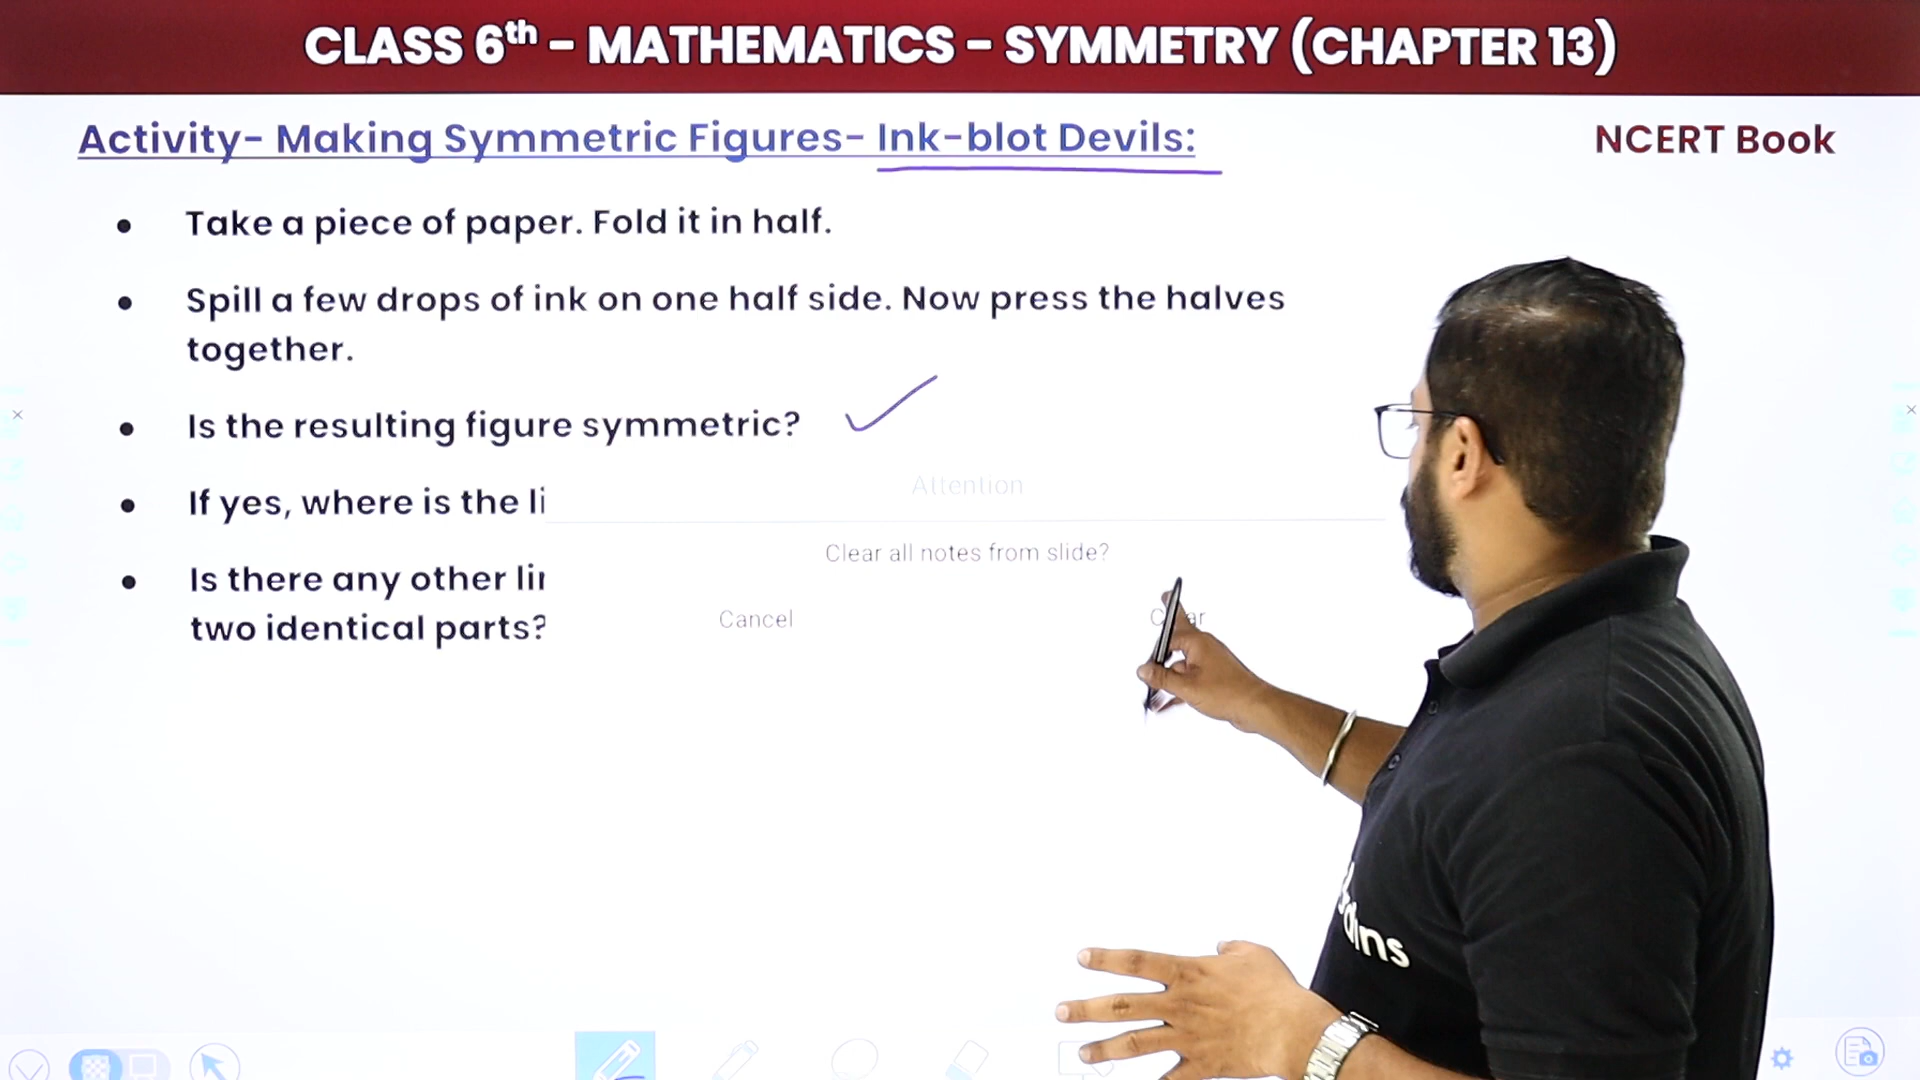 CLASS 6th – MATHEMATICS – SYMMETRY (CHAPTER 13)
Activity- Making Symmetric Figures- Ink-blot Devils:
NCERT Book
• Take a piece of paper. Fold it in half.
• Spill a few drops of ink on one half side. Now press the halves
together.
• Is the resulting figure symmetric?
• If yes, where is the
• Is there any other
two identical parts?
Attention
Clear all notes from slide?
Cancel